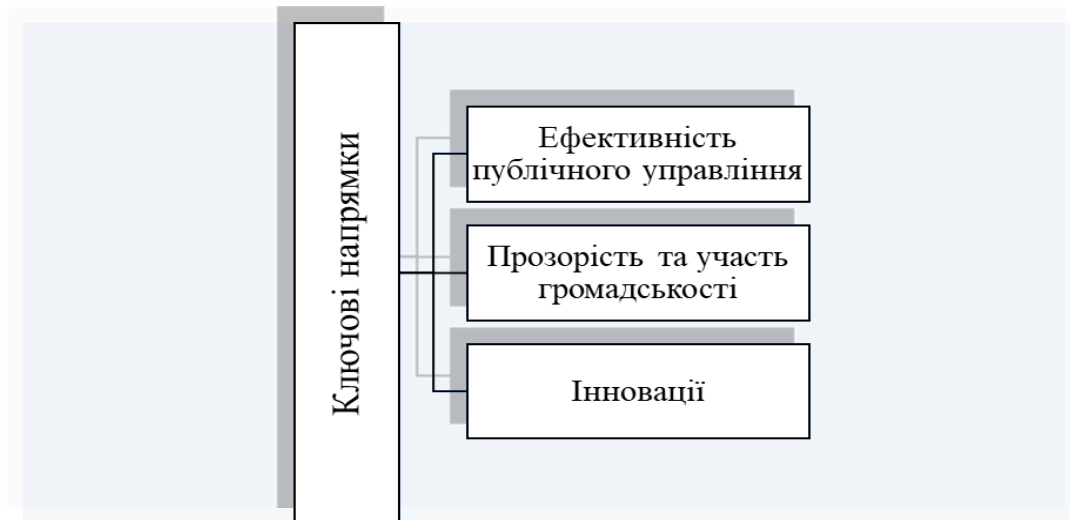 Ключові напрямки
Ефективність
публічного управління
Прозорість та участь
громадськості
Інновації